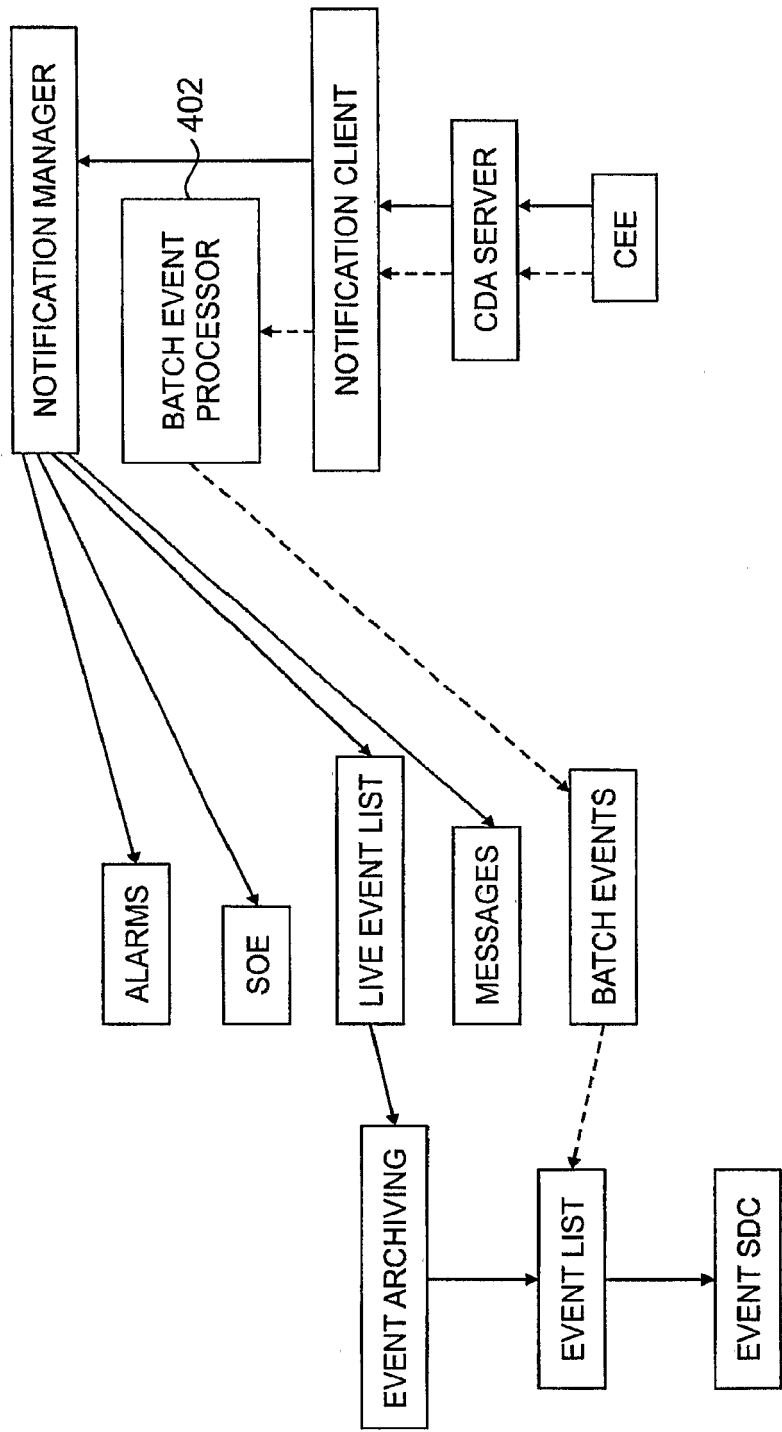 NOTIFICATION MANAGER
402
BATCH EVENT
PROCESSOR
NOTIFICATION CLIENT
CDA SERVER
CEE
ALARMS
SOE
LIVE EVENT LIST
MESSAGES
BATCH EVENTS
EVENT ARCHIVING
EVENT LIST
EVENT SDC